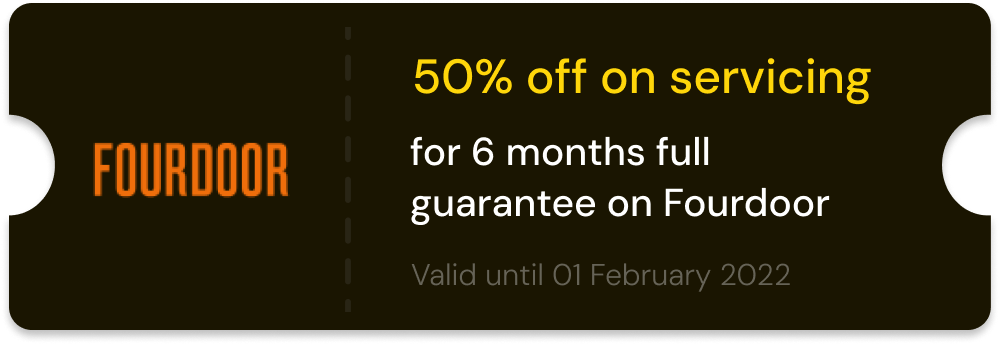 FOURDOOR
50% off on servicing
for 6 months full
guarantee on Fourdoor
Valid until 01 February 2022